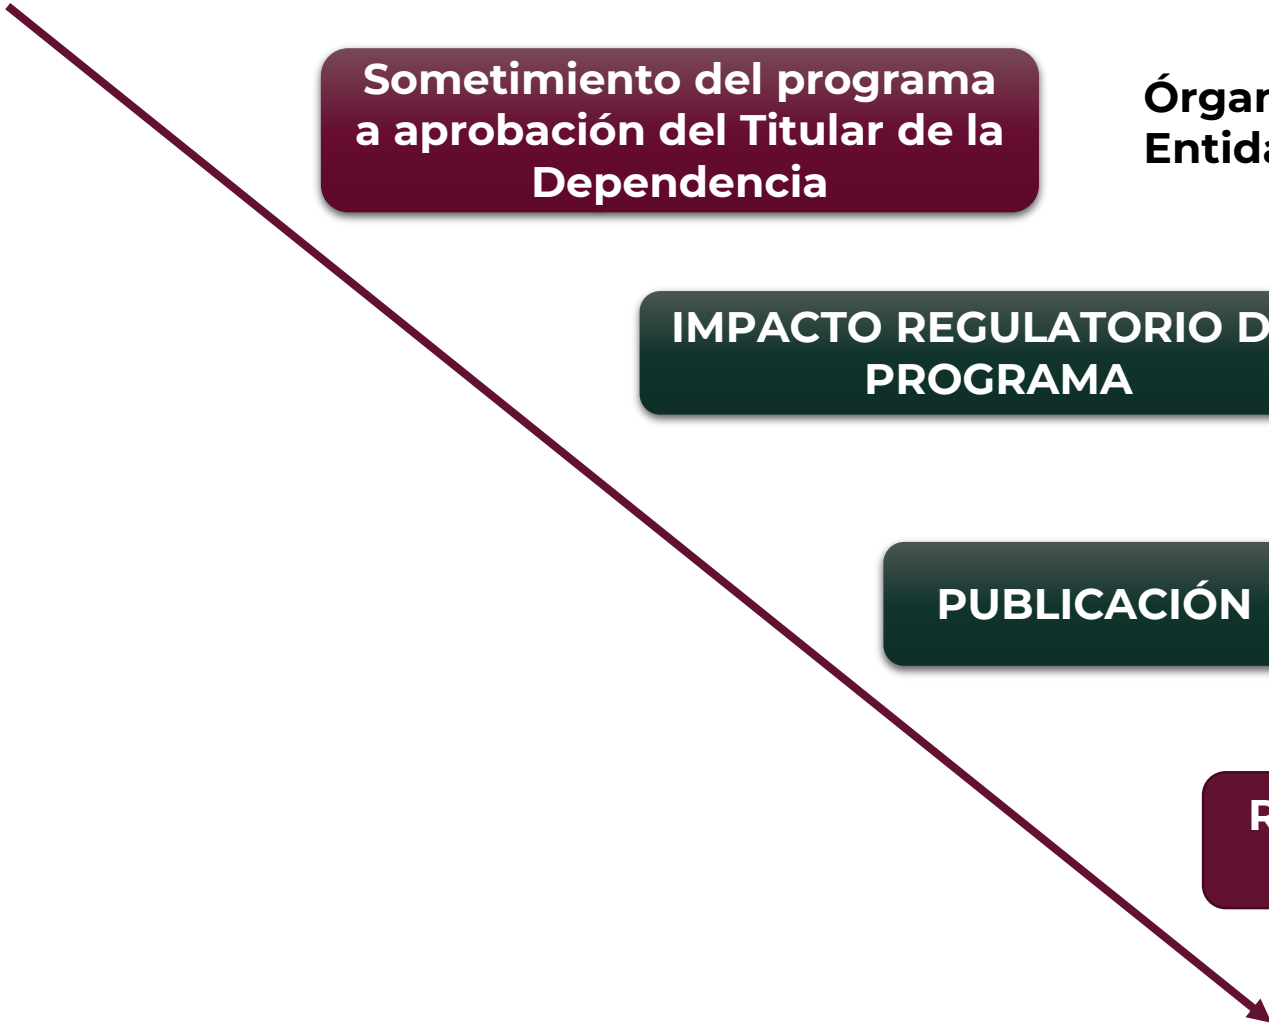 Sometimiento del programa
a aprobación del Titular de la
Dependencia
IMPACTO REGULATORIO
PROGRAMA
PUBLICACIÓN